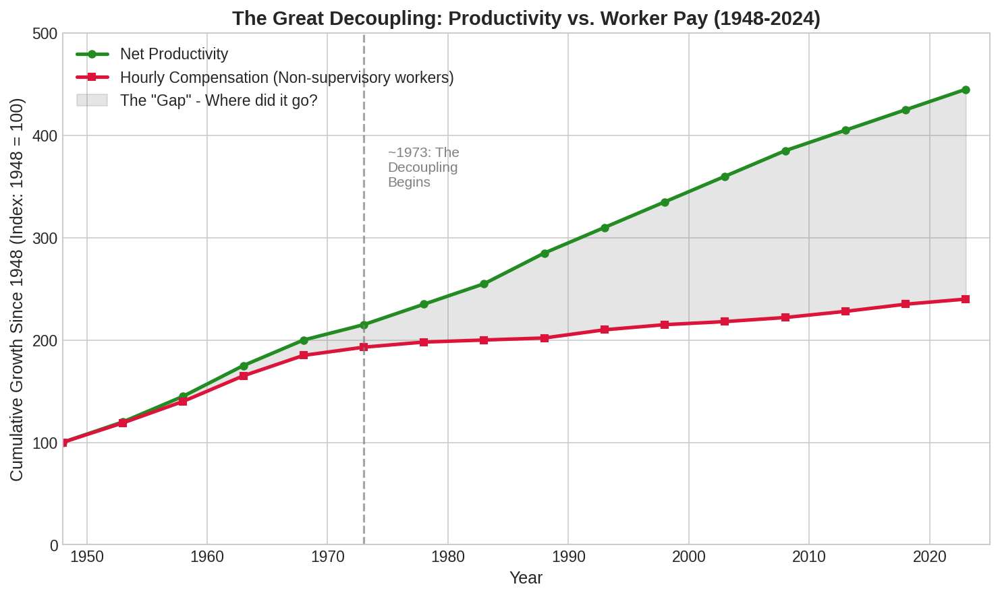 The Great Decoupling: Productivity vs. Worker Pay (1948-2024)
Net Productivity
Hourly Compensation (Non-supervisory workers)
The "Gap" - Where did it go?
~1973: The
Decoupling
Begins
Cumulative Growth Since 1948 (Index: 1948 = 100)
500
400
300
200
100
0
1950
1960
1970
1980
1990
2000
2010
2020
Year